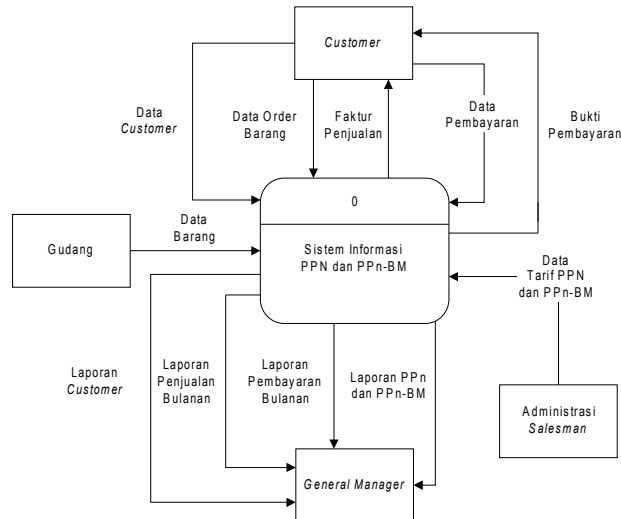 Customer
Data
Customer
Data Order
Barang
Faktur
Penjualan
Data
Pembayaran
Bukti
Pembayaran
0
Sistem Informasi
PPN dan PPn-BM
Gudang
Data
Barang
Data
Tarif PPN
dan PPn-BM
Laporan
Customer
Laporan
Penjualan
Bulanan
Laporan
Pembayaran
Bulanan
Laporan PPn
dan PPn-BM
Administrasi
Salesman
General Manager